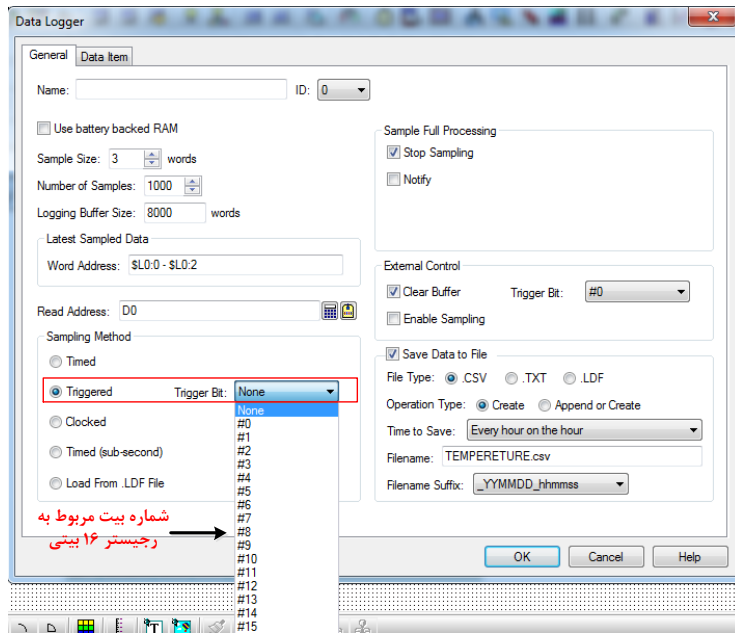 Data Logger
General
Data Item
Name:
ID: 0
Use battery backed RAM
Sample Size: 3 words
Number of Samples: 1000
Logging Buffer Size: 8000 words
Latest Sampled Data
Word Address: $L0:0 - $L0:2
Read Address: D0
Sampling Method
Timed
Triggered Trigger Bit: None
Clocked
Timed (sub-second)
Load From .LDF File
None
#0
#1
#2
#3
#4
#5
#6
#7
#8
#9
#10
#11
#12
#13
#14
#15
شماره بیت مربوط به
رجیستر ۱۶ بیتی
Sample Full Processing
Stop Sampling
Notify
External Control
Clear Buffer Trigger Bit: #0
Enable Sampling
Save Data to File
File Type: .CSV .TXT .LDF
Operation Type: Create Append or Create
Time to Save: Every hour on the hour
Filename: TEMPERETURE.csv
Filename Suffix: _YYMMDD_hhmmss
OK Cancel Help